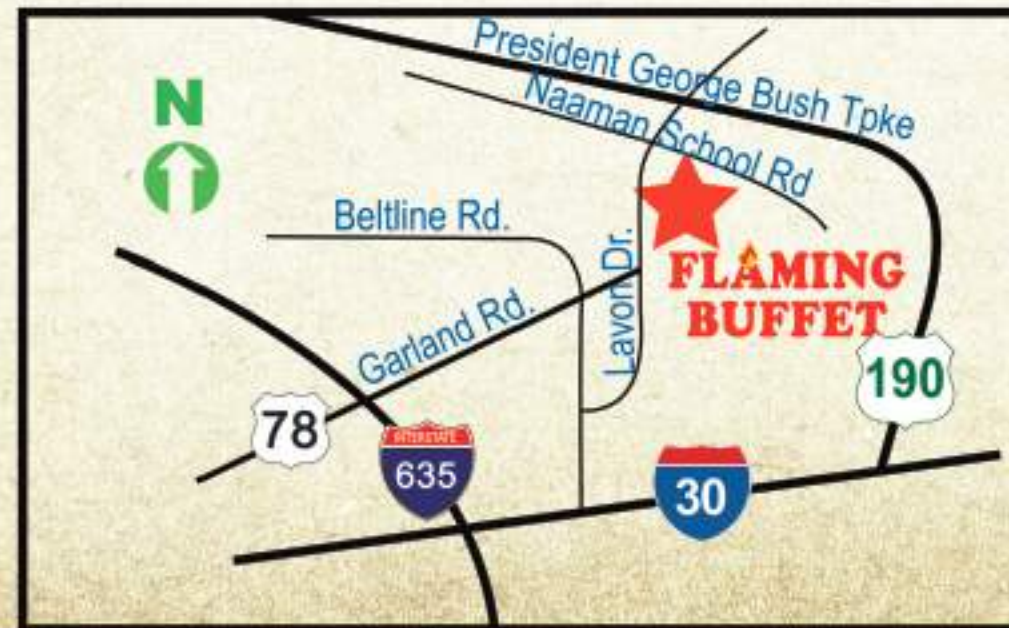 President George Bush Tpke
N
Naaman School Rd
Beltline Rd.
Lavon Dr.
FLAMING
BUFFET
Garland Rd.
190
78
INTERSTATE
635
30